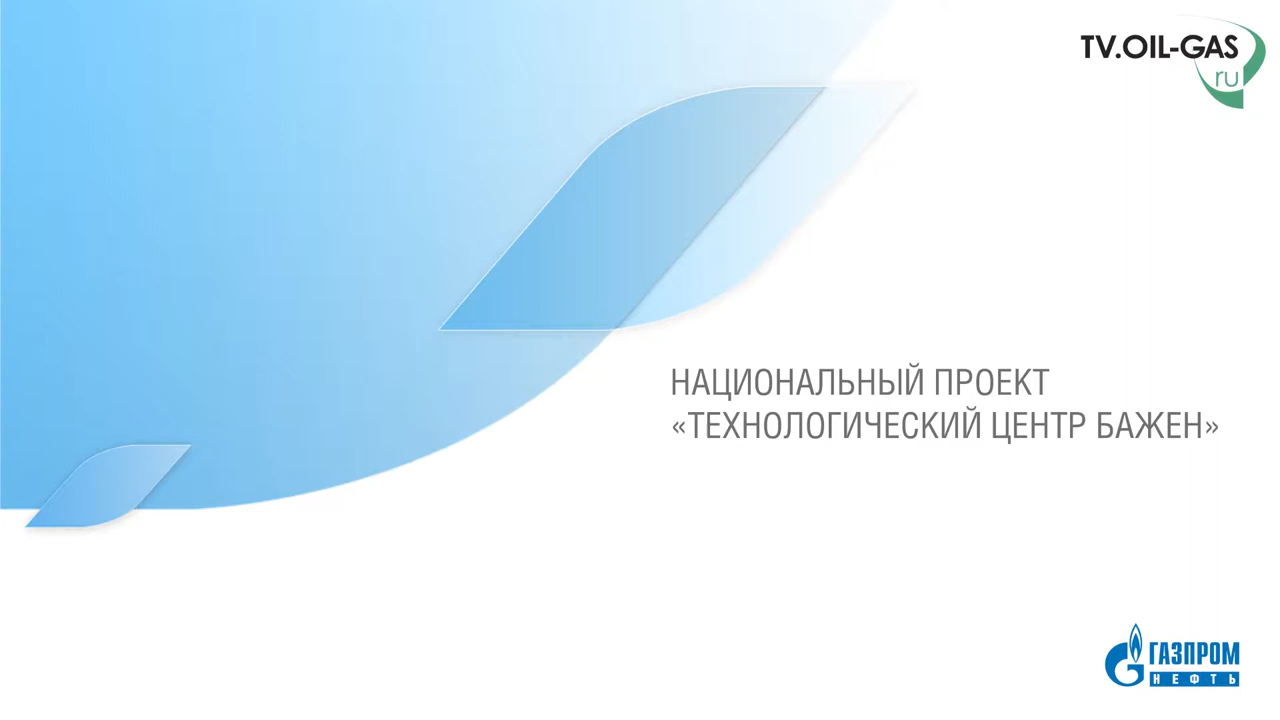 TV.OIL-GAS
ru
НАЦИОНАЛЬНЫЙ ПРОЕКТ
«ТЕХНОЛОГИЧЕСКИЙ ЦЕНТР БАЖЕН»
ГАЗПРОМ
НЕФТЬ